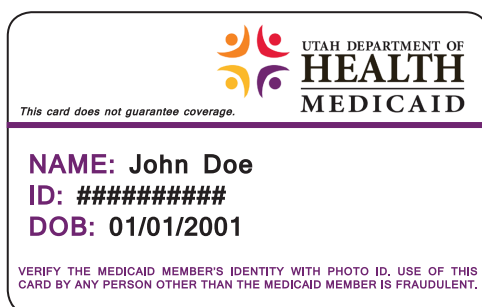 UTAH DEPARTMENT OF
HEALTH
MEDICAID
This card does not guarantee coverage.
NAME: John Doe
ID: ##########
DOB: 01/01/2001
VERIFY THE MEDICAID MEMBER'S IDENTITY WITH PHOTO ID. USE OF THIS
CARD BY ANY PERSON OTHER THAN THE MEDICAID MEMBER IS FRAUDULENT.